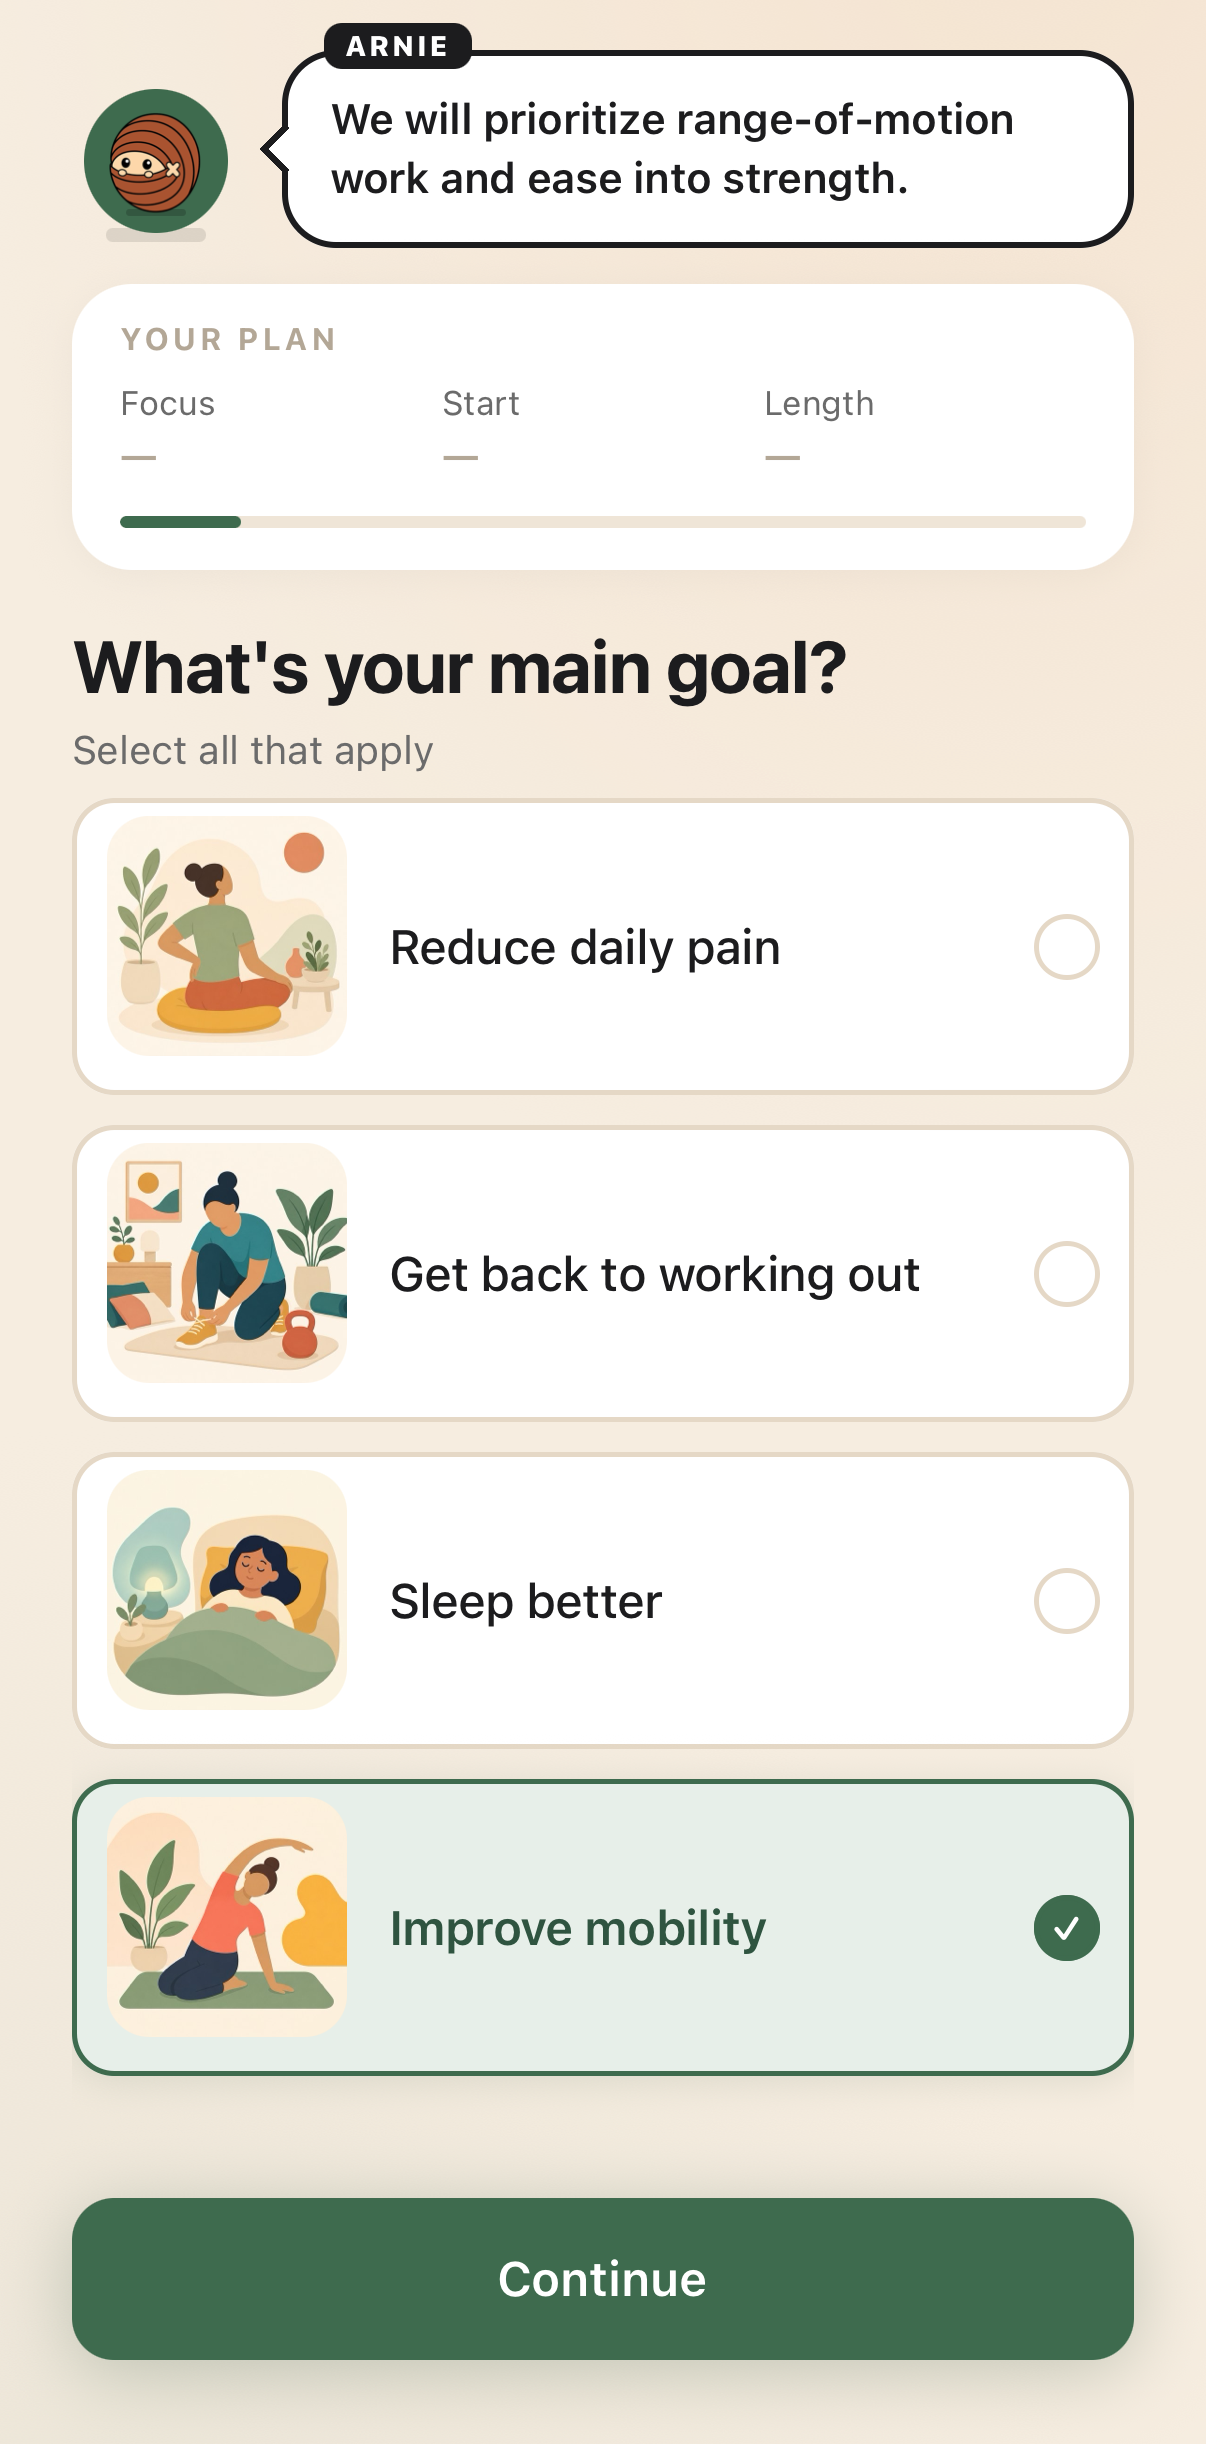 ARNIE
We will prioritize range-of-motion
work and ease into strength.
YOUR PLAN
Focus Start Length
— — —
What's your main goal?
Select all that apply
Reduce daily pain
Get back to working out
Sleep better
Improve mobility
Continue